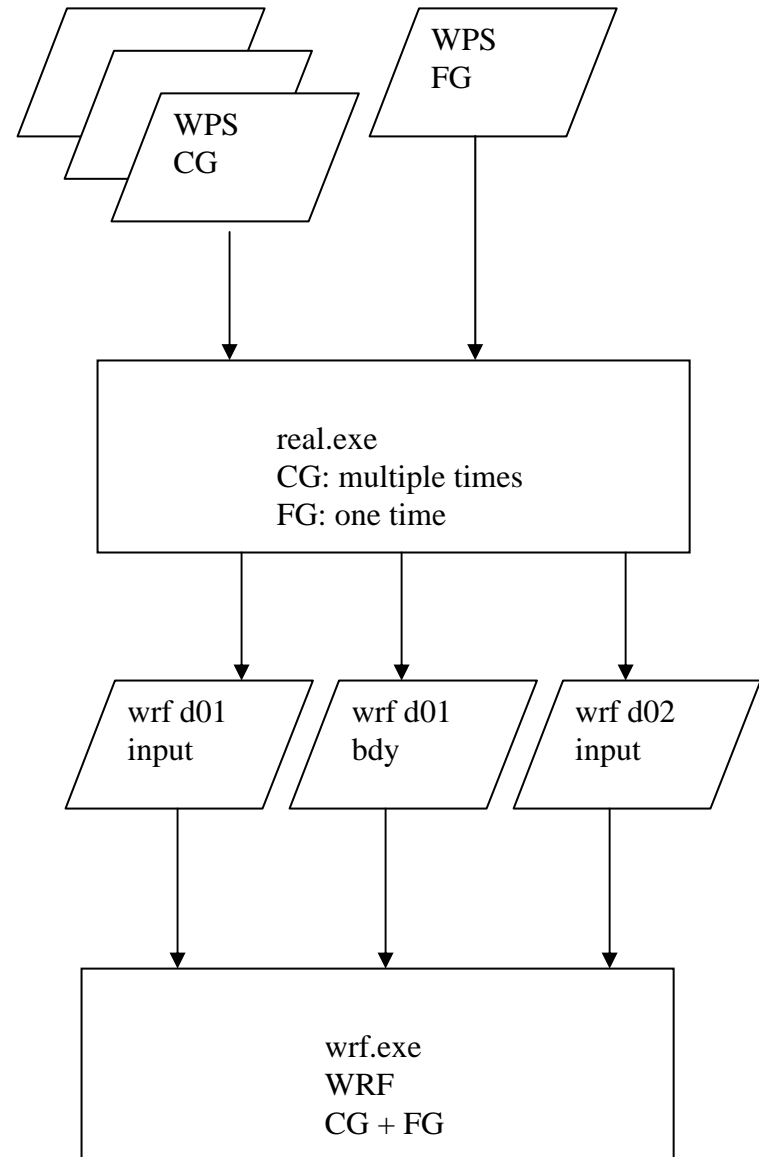 WPS
CG
WPS
FG
real.exe
CG: multiple times
FG: one time
wrf d01
input
wrf d01
bdy
wrf d02
input
wrf.exe
WRF
CG + FG